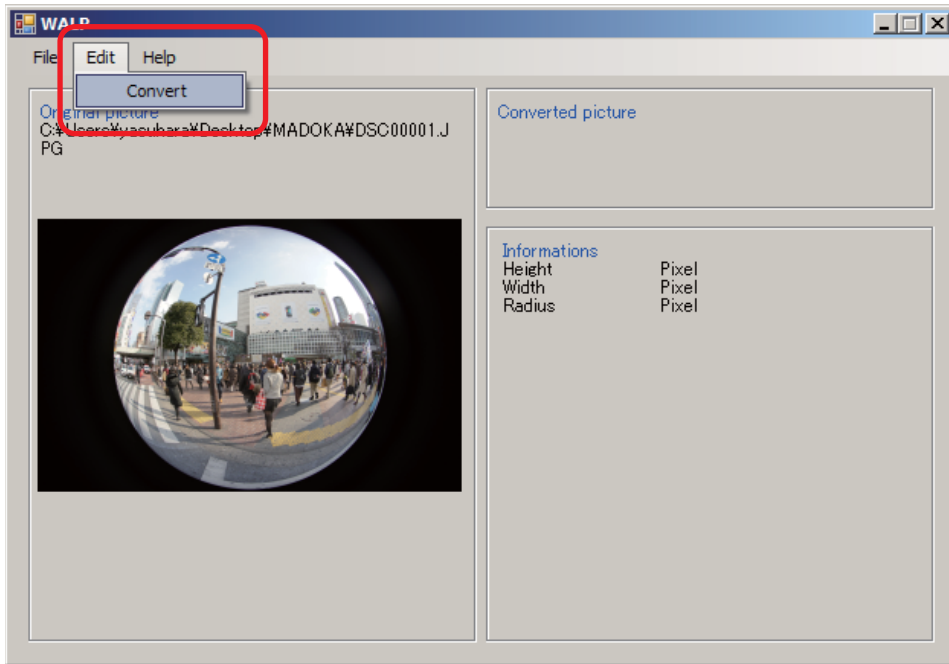 WALR
File Edit Help
Convert
Original picture
C:¥Users¥yasuhara¥Desktop¥MADOKA¥DSC00001.J
PG
Converted picture
Informations
Height Pixel
Width Pixel
Radius Pixel